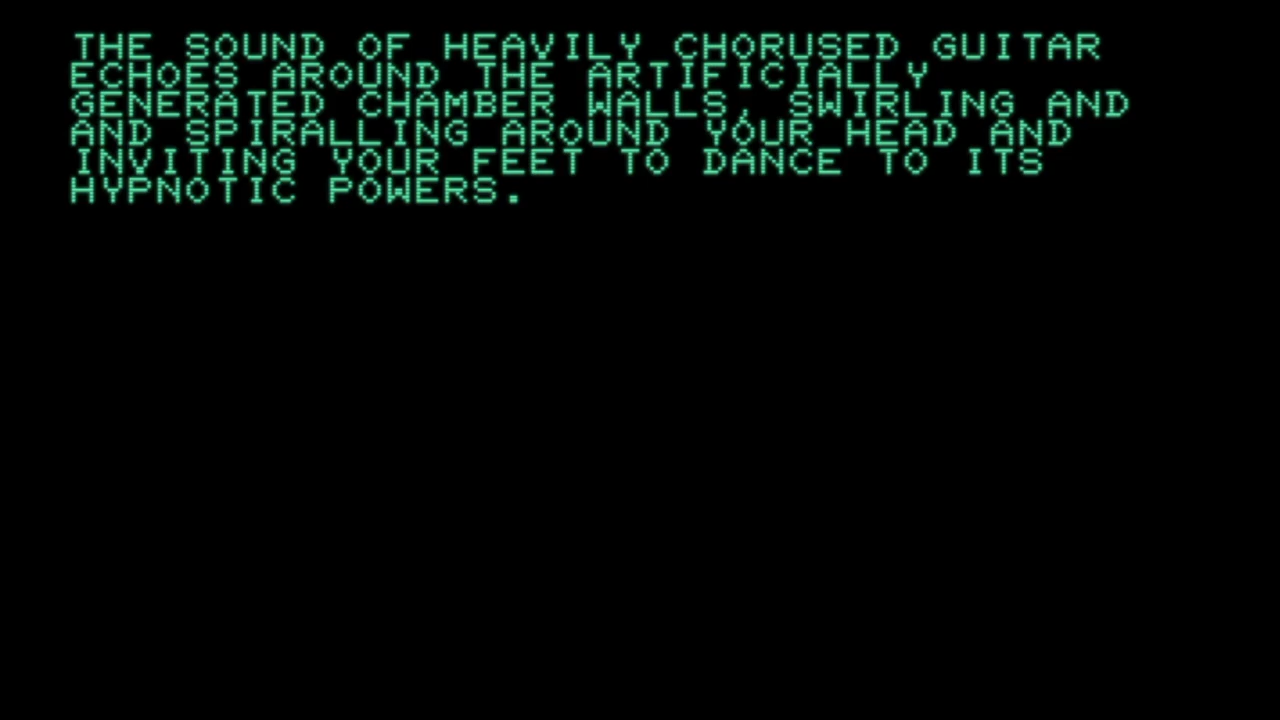 THE SOUND OF HEAVILY CHORUSED GUITAR
ECHOES AROUND THE ARTIFICIALLY
GENERATED CHAMBER WALLS, SWIRLING AND
AND SPIRALLING AROUND YOUR HEAD AND
INVITING YOUR FEET TO DANCE TO ITS
HYPNOTIC POWERS.